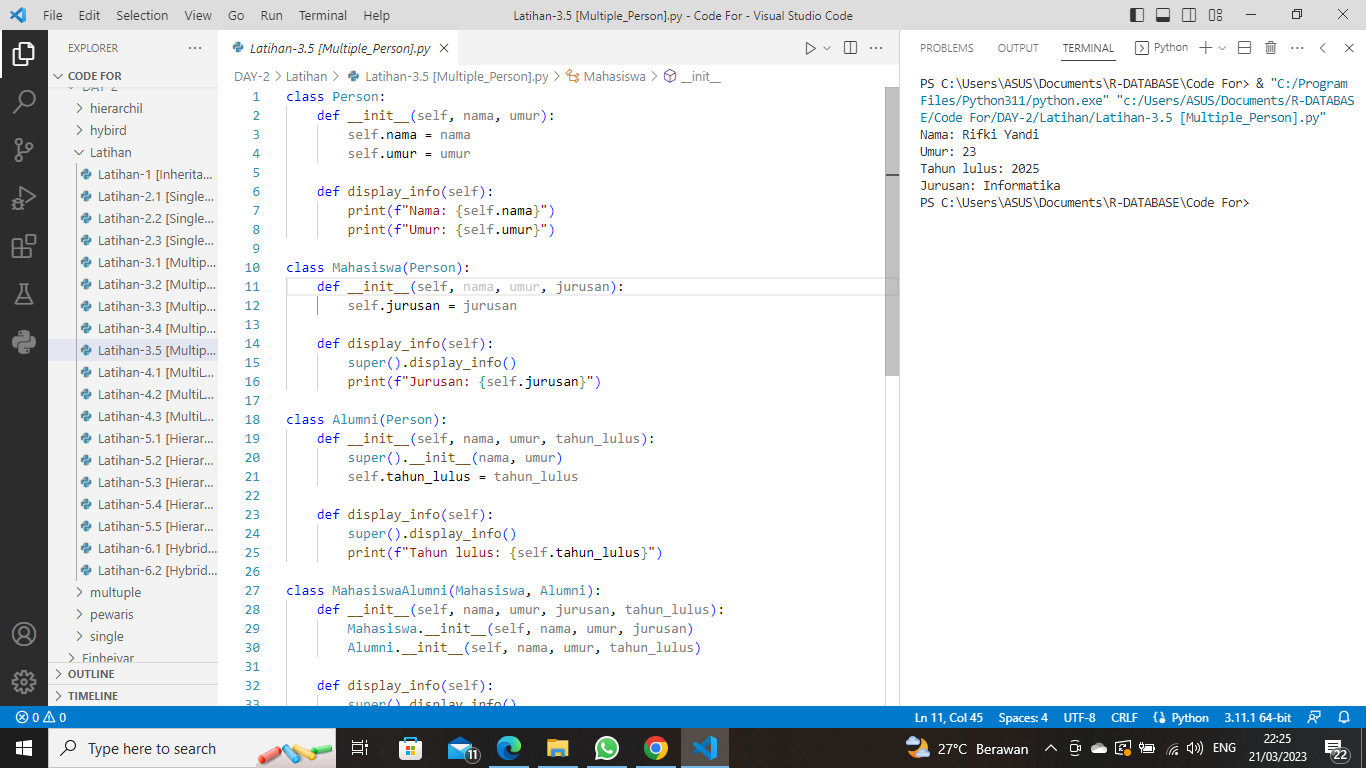 File Edit Selection View Go Run Terminal Help Latihan-3.5 [Multiple_Person].py - Code For - Visual Studio Code
EXPLORER
CODE FOR
DAY-2
hierarchil
hybird
Latihan
Latihan-1 [Inherita...
Latihan-2.1 [Single...
Latihan-2.2 [Single...
Latihan-2.3 [Single...
Latihan-3.1 [Multip...
Latihan-3.2 [Multip...
Latihan-3.3 [Multip...
Latihan-3.4 [Multip...
Latihan-3.5 [Multip...
Latihan-4.1 [MultiL...
Latihan-4.2 [MultiL...
Latihan-4.3 [MultiL...
Latihan-5.1 [Hierar...
Latihan-5.2 [Hierar...
Latihan-5.3 [Hierar...
Latihan-5.4 [Hierar...
Latihan-5.5 [Hierar...
Latihan-6.1 [Hybrid...
Latihan-6.2 [Hybrid...
multuple
pewaris
single
OUTLINE
TIMELINE
Latihan-3.5 [Multiple_Person].py
DAY-2 > Latihan > Latihan-3.5 [Multiple_Person].py > Mahasiswa > __init__
1 class Person:
2     def __init__(self, nama, umur):
3         self.nama = nama
4         self.umur = umur
5
6     def display_info(self):
7         print(f"Nama: {self.nama}")
8         print(f"Umur: {self.umur}")
9
10 class Mahasiswa(Person):
11     def __init__(self, nama, umur, jurusan):
12         self.jurusan = jurusan
13
14     def display_info(self):
15         super().display_info()
16         print(f"Jurusan: {self.jurusan}")
17
18 class Alumni(Person):
19     def __init__(self, nama, umur, tahun_lulus):
20         super().__init__(nama, umur)
21         self.tahun_lulus = tahun_lulus
22
23     def display_info(self):
24         super().display_info()
25         print(f"Tahun lulus: {self.tahun_lulus}")
26
27 class MahasiswaAlumni(Mahasiswa, Alumni):
28     def __init__(self, nama, umur, jurusan, tahun_lulus):
29         Mahasiswa.__init__(self, nama, umur, jurusan)
30         Alumni.__init__(self, nama, umur, tahun_lulus)
31
32     def display_info(self):
33         super().display_info()
PROBLEMS OUTPUT TERMINAL Python
PS C:\Users\ASUS\Documents\R-DATABASE\Code For> & "C:/Program
Files/Python311/python.exe" "c:/Users/ASUS/Documents/R-DATABAS
E/Code For/DAY-2/Latihan/Latihan-3.5 [Multiple_Person].py"
Nama: Rifki Yandi
Umur: 23
Tahun lulus: 2025
Jurusan: Informatika
PS C:\Users\ASUS\Documents\R-DATABASE\Code For>
0 0 Ln 11, Col 45 Spaces: 4 UTF-8 CRLF Python 3.11.1 64-bit
Type here to search 11 27°C Berawan ENG 22:25 22
21/03/2023